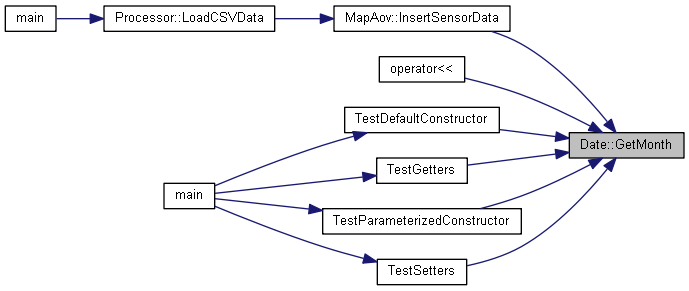 main
Processor::LoadCSVData
MapAov::InsertSensorData
operator<<
TestDefaultConstructor
Date::GetMonth
TestGetters
main
TestParameterizedConstructor
TestSetters